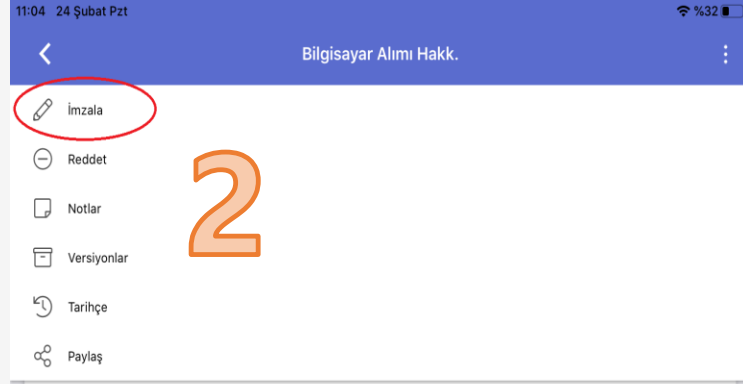 11:04 24 Şubat Pzt %32
Bilgisayar Alımı Hakk.
İmzala
Reddet
2
Notlar
Versiyonlar
Tarihçe
Paylaş